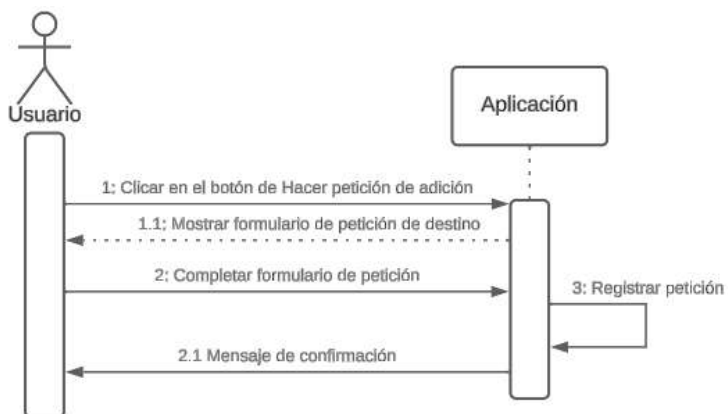 Usuario
Aplicación
1: Clicar en el botón de Hacer petición de adición
1.1: Mostrar formulario de petición de destino
2: Completar formulario de petición
3: Registrar petición
2.1 Mensaje de confirmación